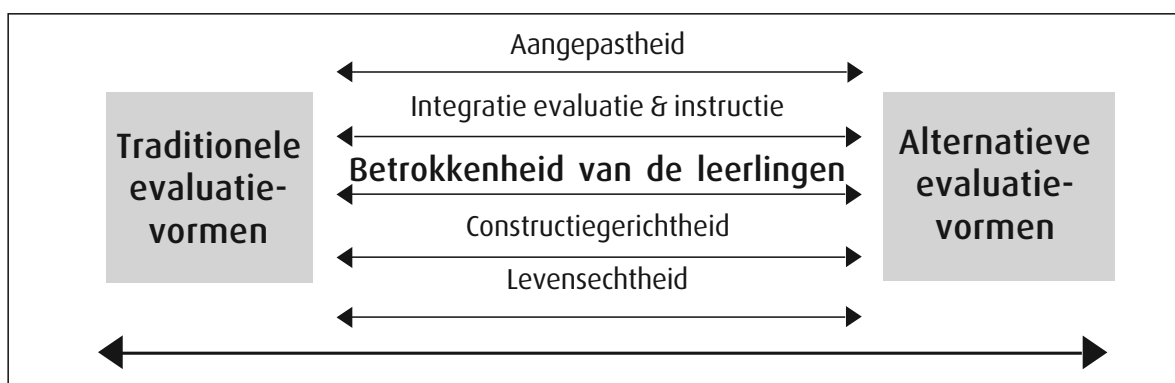 Aangepastheid
Integratie evaluatie & instructie
Traditionele
evaluatie-
vormen
Betrokkenheid van de leerlingen
Constructiegerichtheid
Levensechtheid
Alternatieve
evaluatie-
vormen